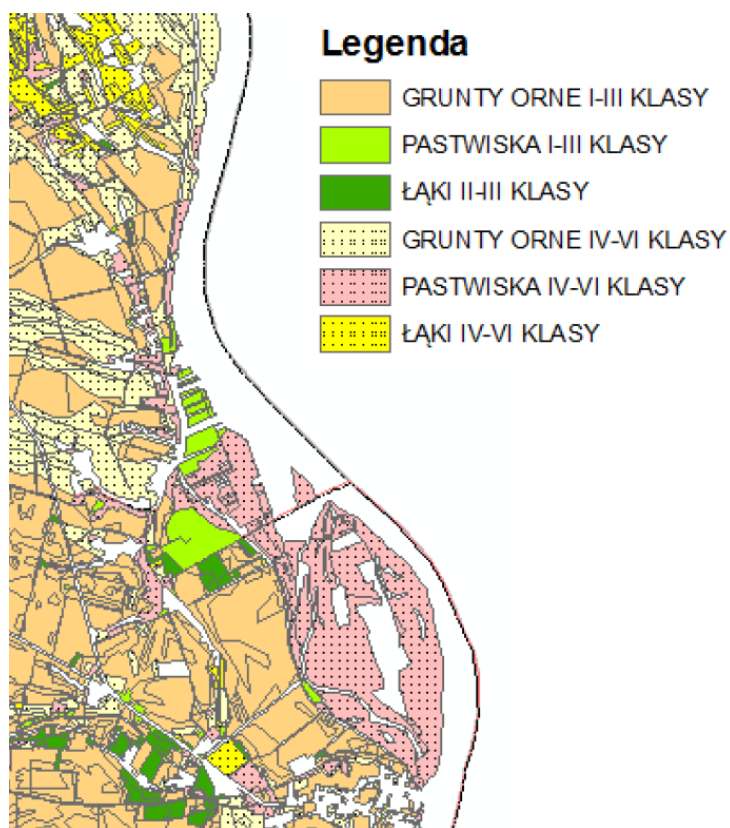 Legenda
GRUNTY ORNE I-III KLASY
PASTWISKA I-III KLASY
ŁĄKI II-III KLASY
GRUNTY ORNE IV-VI KLASY
PASTWISKA IV-VI KLASY
ŁĄKI IV-VI KLASY